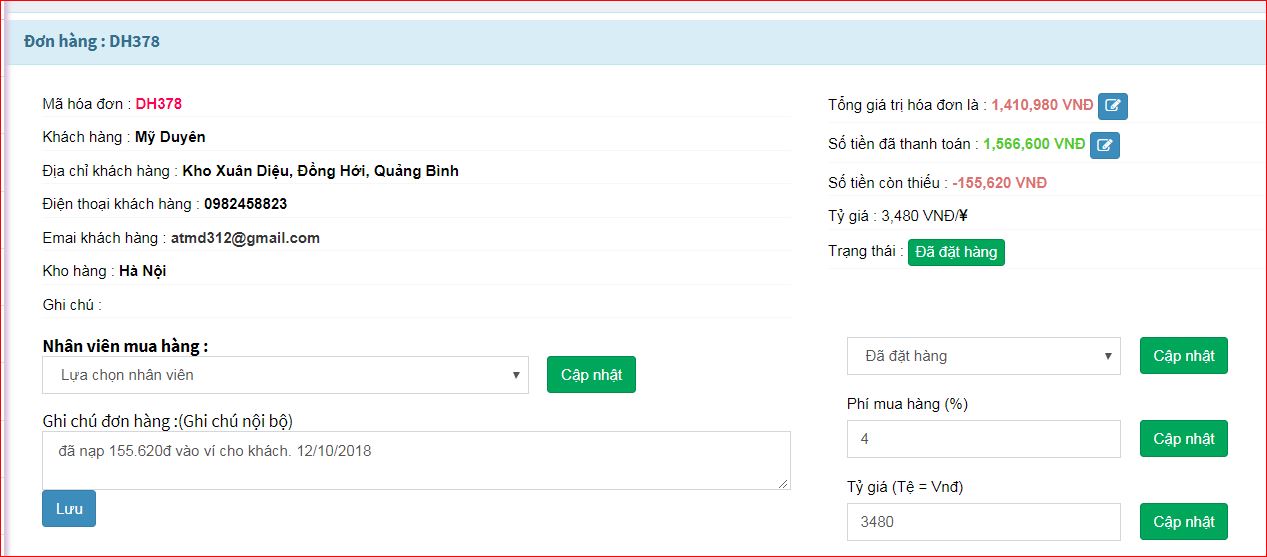 Đơn hàng : DH378
Mã hóa đơn : DH378
Khách hàng : Mỹ Duyên
Địa chỉ khách hàng : Kho Xuân Diệu, Đồng Hới, Quảng Bình
Điện thoại khách hàng : 0982458823
Emai khách hàng : atmd312@gmail.com
Kho hàng : Hà Nội
Ghi chú :
Nhân viên mua hàng :
Lựa chọn nhân viên
Cập nhật
Ghi chú đơn hàng :(Ghi chú nội bộ)
đã nạp 155.620đ vào ví cho khách. 12/10/2018
Lưu
Tổng giá trị hóa đơn là : 1,410,980 VNĐ
Số tiền đã thanh toán : 1,566,600 VNĐ
Số tiền còn thiếu : -155,620 VNĐ
Tỷ giá : 3,480 VNĐ/¥
Trạng thái : Đã đặt hàng
Đã đặt hàng
Cập nhật
Phí mua hàng (%)
4
Cập nhật
Tỷ giá (Tệ = Vnđ)
3480
Cập nhật